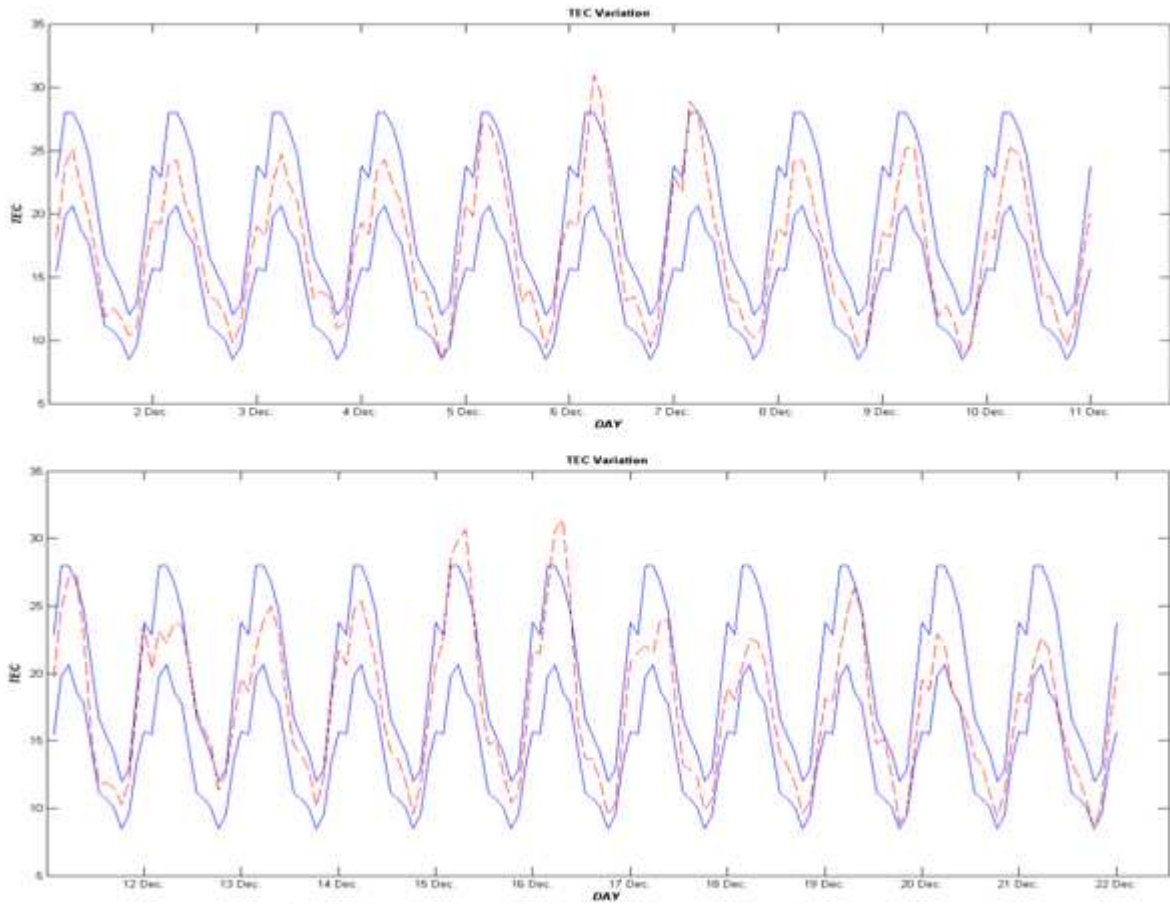 TEC Variation
35
30
25
20
15
10
5
TEC
2 Dec. 3 Dec. 4 Dec. 5 Dec. 6 Dec. 7 Dec. 8 Dec. 9 Dec. 10 Dec. 11 Dec.
DAY
TEC Variation
35
30
25
20
15
10
5
TEC
12 Dec. 13 Dec. 14 Dec. 15 Dec. 16 Dec. 17 Dec. 18 Dec. 19 Dec. 20 Dec. 21 Dec. 22 Dec.
DAY